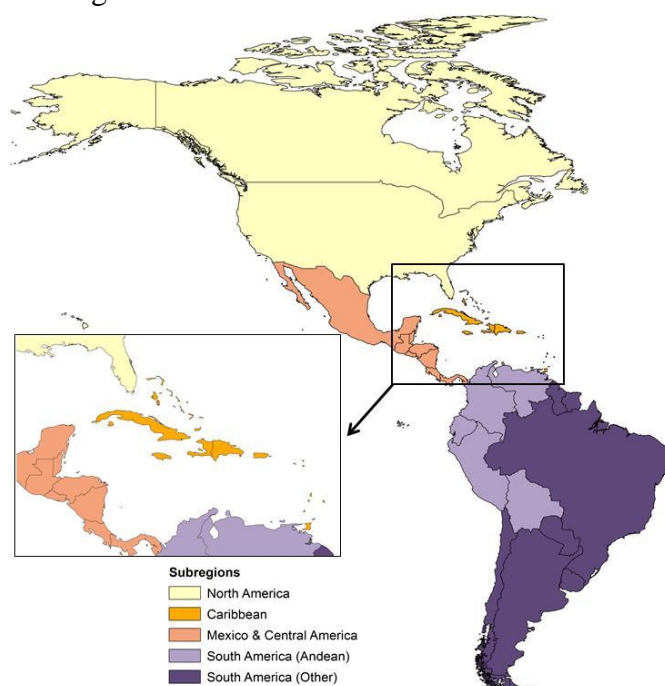 Subregions
North America
Caribbean
Mexico & Central America
South America (Andean)
South America (Other)